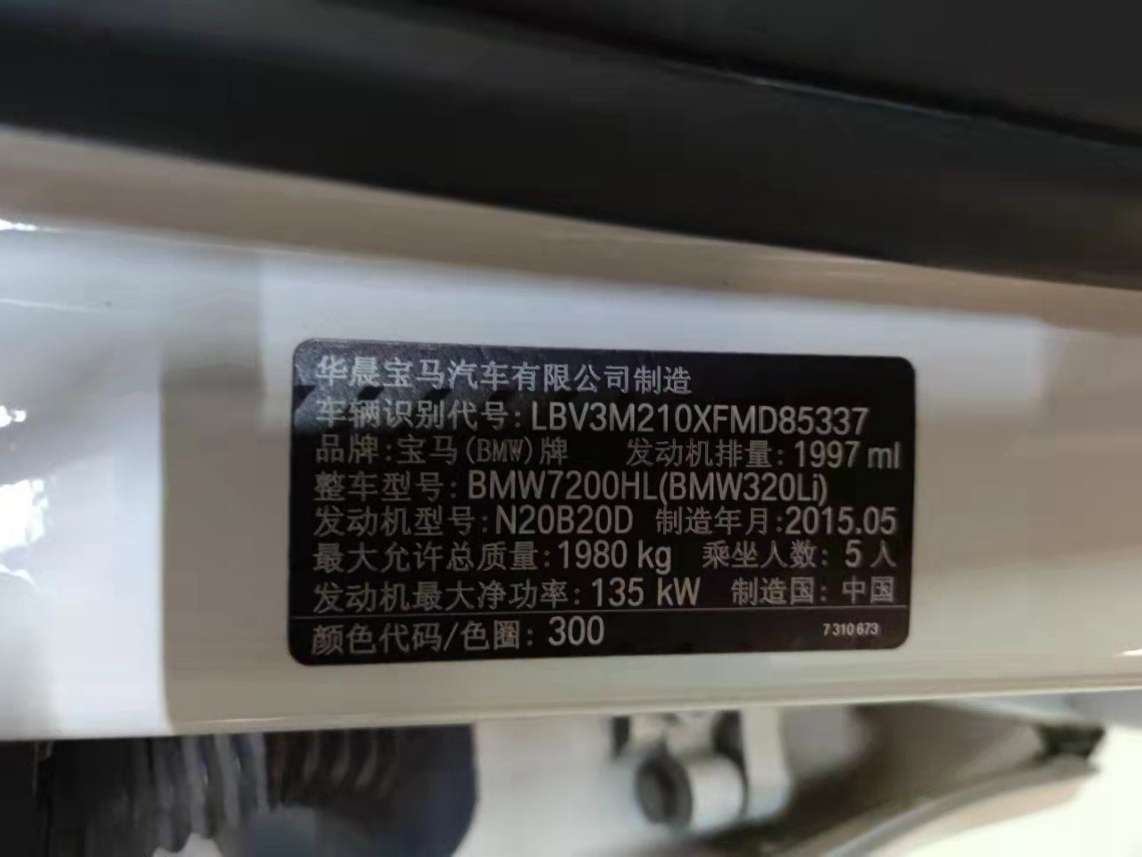 华晨宝马汽车有限公司制造
车辆识别代号: LBV3M210XFMD85337
品牌:宝马(BMW)牌 发动机排量: 1997 ml
整车型号: BMW7200HL(BMW320Li)
发动机型号: N20B20D 制造年月: 2015.05
最大允许总质量: 1980 kg 乘坐人数: 5 人
发动机最大净功率: 135 kW 制造国: 中国
颜色代码/色圈: 300 7 310 673